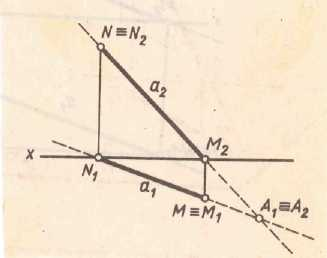 N ≡ N₂
a₂
x
M₂
N₁
a₁
M ≡ M₁
A₁ ≡ A₂